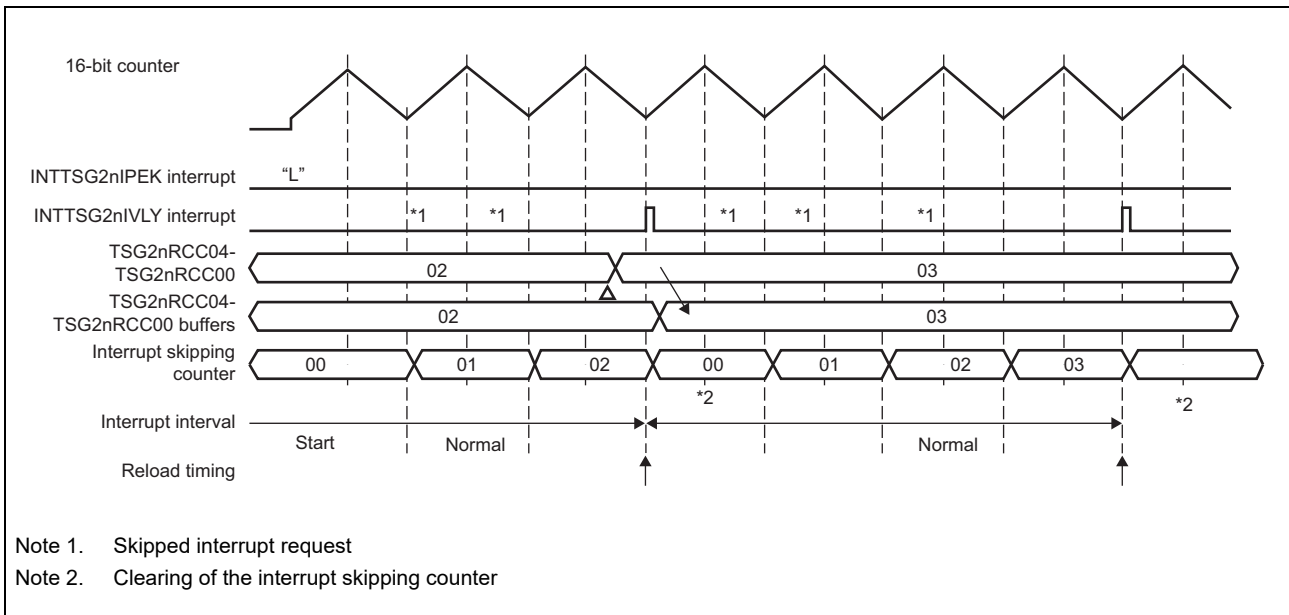 16-bit counter
INTTSG2nIPEK interrupt "L"
INTTSG2nIVLY interrupt *1 *1 *1 *1 *1
TSG2nRCC04-
TSG2nRCC00 02 03
TSG2nRCC04-
TSG2nRCC00 buffers 02 03
Interrupt skipping
counter 00 01 02 00 01 02 03
*2 *2
Interrupt interval
Start Normal Normal
Reload timing
Note 1. Skipped interrupt request
Note 2. Clearing of the interrupt skipping counter